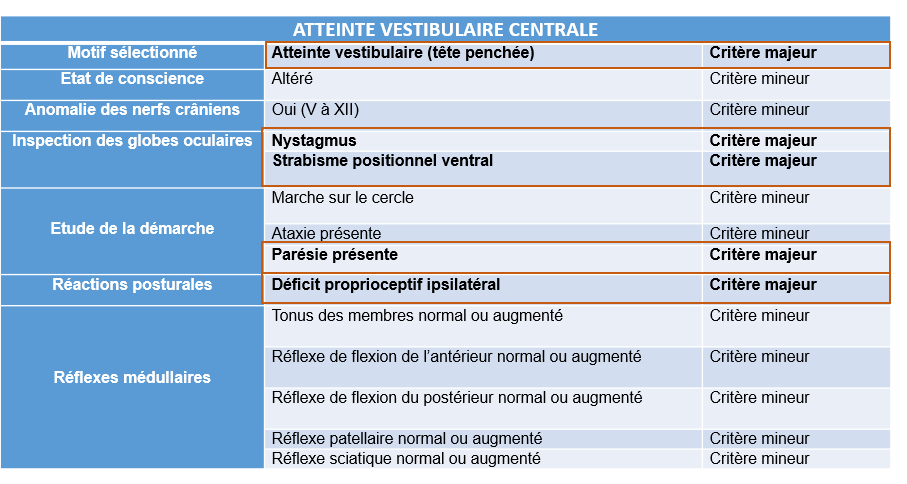 ATTEINTE VESTIBULAIRE CENTRALE
Motif sélectionné Atteinte vestibulaire (tête penchée) Critère majeur
Etat de conscience Altéré Critère mineur
Anomalie des nerfs crâniens Oui (V à XII) Critère mineur
Inspection des globes oculaires Nystagmus Critère majeur
Strabisme positionnel ventral Critère majeur
Etude de la démarche Marche sur le cercle Critère mineur
Ataxie présente Critère mineur
Parésie présente Critère majeur
Réactions posturales Déficit proprioceptif ipsilatéral Critère majeur
Réflexes médullaires Tonus des membres normal ou augmenté Critère mineur
Réflexe de flexion de l’antérieur normal ou augmenté Critère mineur
Réflexe de flexion du postérieur normal ou augmenté Critère mineur
Réflexe patellaire normal ou augmenté Critère mineur
Réflexe sciatique normal ou augmenté Critère mineur